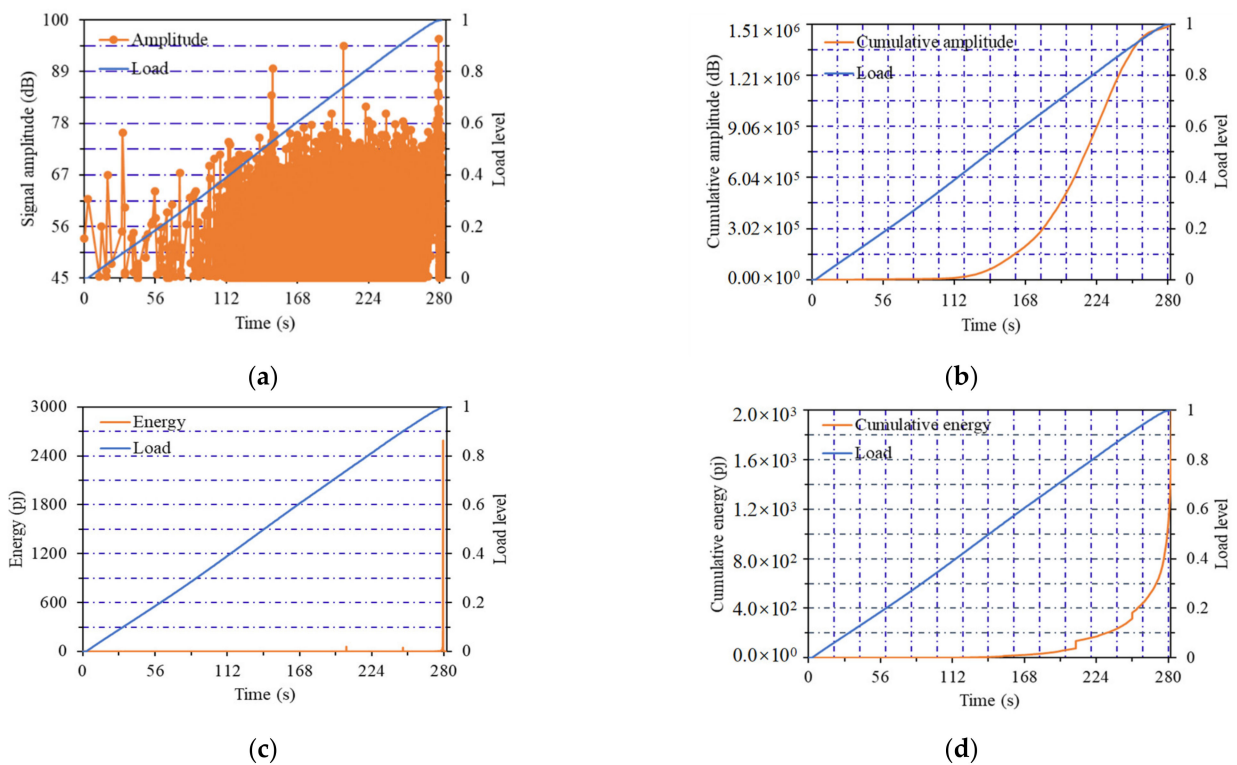 100 1
Amplitude
Load
89 0.8
78 0.6
67 0.4
56 0.2
45 0
0 56 112 168 224 280
Signal amplitude (dB)
Load level
Time (s)
(a)
1.51 ×10⁶ 1
Cumulative amplitude
Load
1.21 ×10⁶ 0.8
9.06 ×10⁵ 0.6
6.04 ×10⁵ 0.4
3.02 ×10⁵ 0.2
0.00 ×10⁰ 0
0 56 112 168 224 280
Cumulative amplitude (dB)
Load level
Time (s)
(b)
3000 1
Energy
Load
2400 0.8
1800 0.6
1200 0.4
600 0.2
0 0
0 56 112 168 224 280
Energy (pj)
Load level
Time (s)
(c)
2.0×10³ 1
Cumulative energy
Load
1.6×10³ 0.8
1.2×10³ 0.6
8.0×10² 0.4
4.0×10² 0.2
0.0×10⁰ 0
0 56 112 168 224 280
Cumulative energy (pj)
Load level
Time (s)
(d)